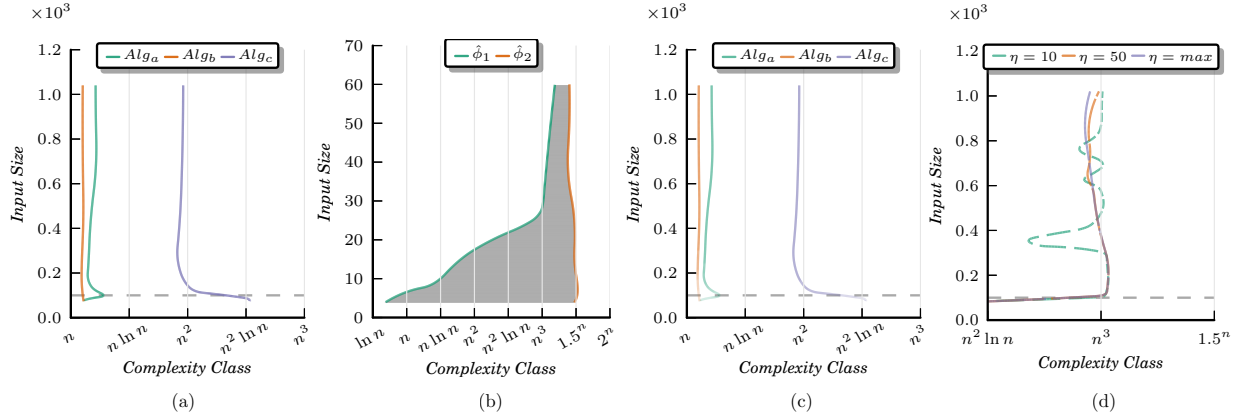 ×10³
Alg_a Alg_b Alg_c
1.2
1.0
0.8
0.6
0.4
0.2
0.0
Input Size
n
n ln n
n²
n² ln n
n³
Complexity Class
(a)
ϕ̂₁ ϕ̂₂
70
60
50
40
30
20
10
0
Input Size
ln n
n
n ln n
n²
n² ln n
n³
1.5ⁿ
2ⁿ
Complexity Class
(b)
×10³
Alg_a Alg_b Alg_c
1.2
1.0
0.8
0.6
0.4
0.2
0.0
Input Size
n
n ln n
n²
n² ln n
n³
Complexity Class
(c)
×10³
η = 10 η = 50 η = max
1.2
1.0
0.8
0.6
0.4
0.2
0.0
Input Size
n² ln n
n³
1.5ⁿ
Complexity Class
(d)